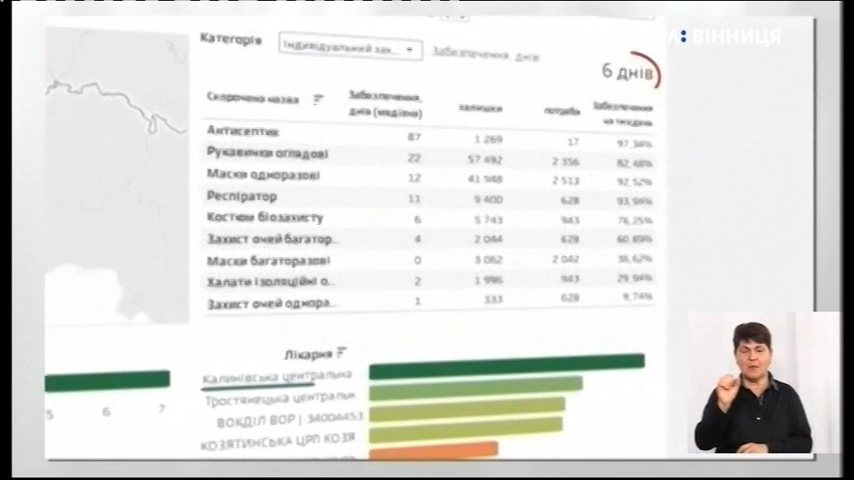 А: ВІННИЦЯ
Категорія Індивідуальний зах... Забезпечення днів
6 днів
Скорочена назва Забезпечення, днів (медіана) залишки потреба Забезпечення на тиждень
Антисептик 87 1 269 17 97,34%
Рукавички оглядові 22 57 492 2 356 82,48%
Маски одноразові 12 41 948 2 513 92,52%
Респіратор 11 9 400 628 93,94%
Костюм біозахисту 6 5 743 943 76,25%
Захист очей багатор.. 4 2 044 628 60,89%
Маски багаторазові 0 3 062 2 042 36,62%
Халати ізоляційні о.. 2 1 996 943 29,94%
Захист очей однора.. 1 333 628 9,74%
Лікарня
Калинівська центральна
Тростянецька центральн
ВОКДІЛ ВОР | 34004453
КОЗЯТИНСЬКА ЦРП КОЗЯ
5 6 7